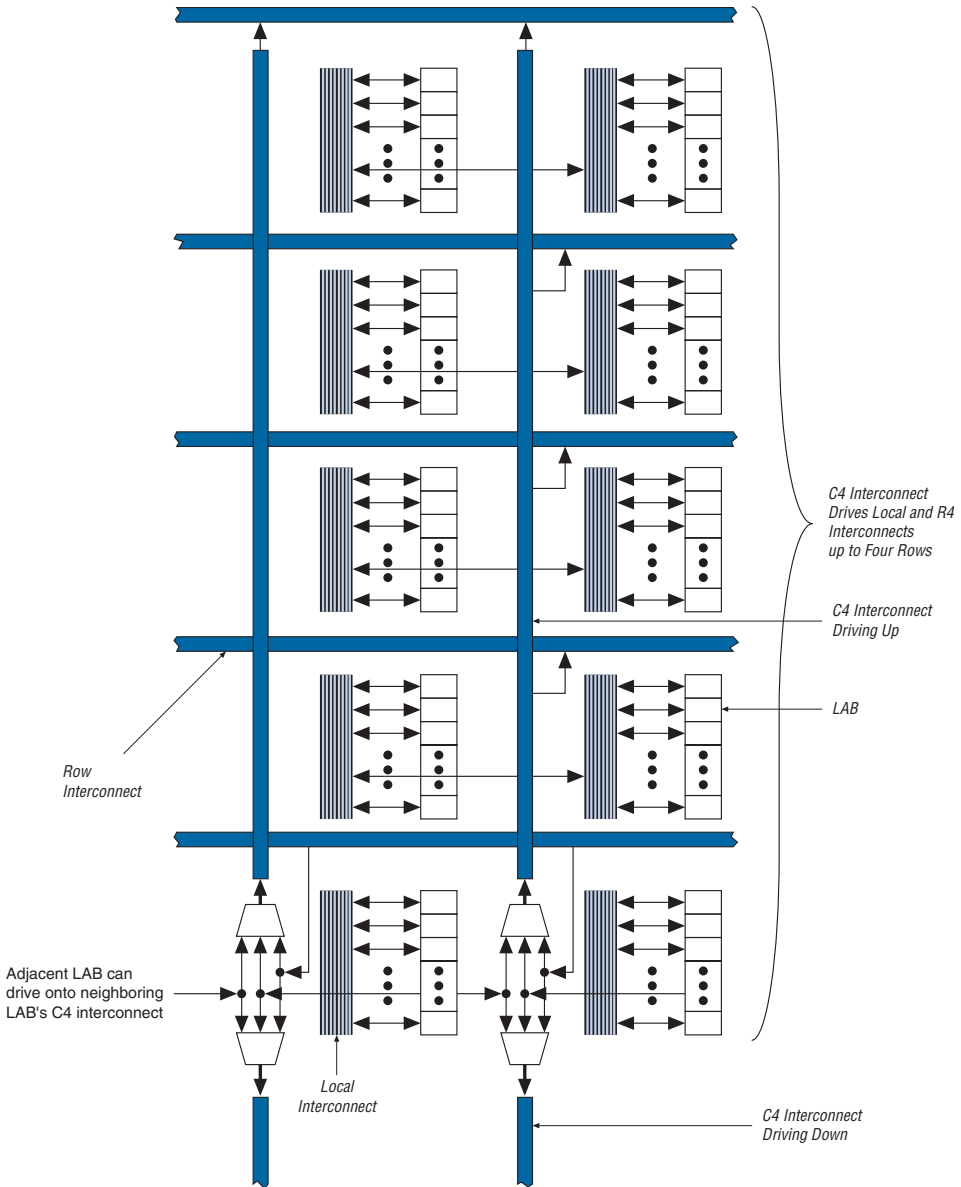 C4 Interconnect
Drives Local and R4
Interconnects
up to Four Rows
C4 Interconnect
Driving Up
LAB
Row
Interconnect
Adjacent LAB can
drive onto neighboring
LAB's C4 interconnect
Local
Interconnect
C4 Interconnect
Driving Down